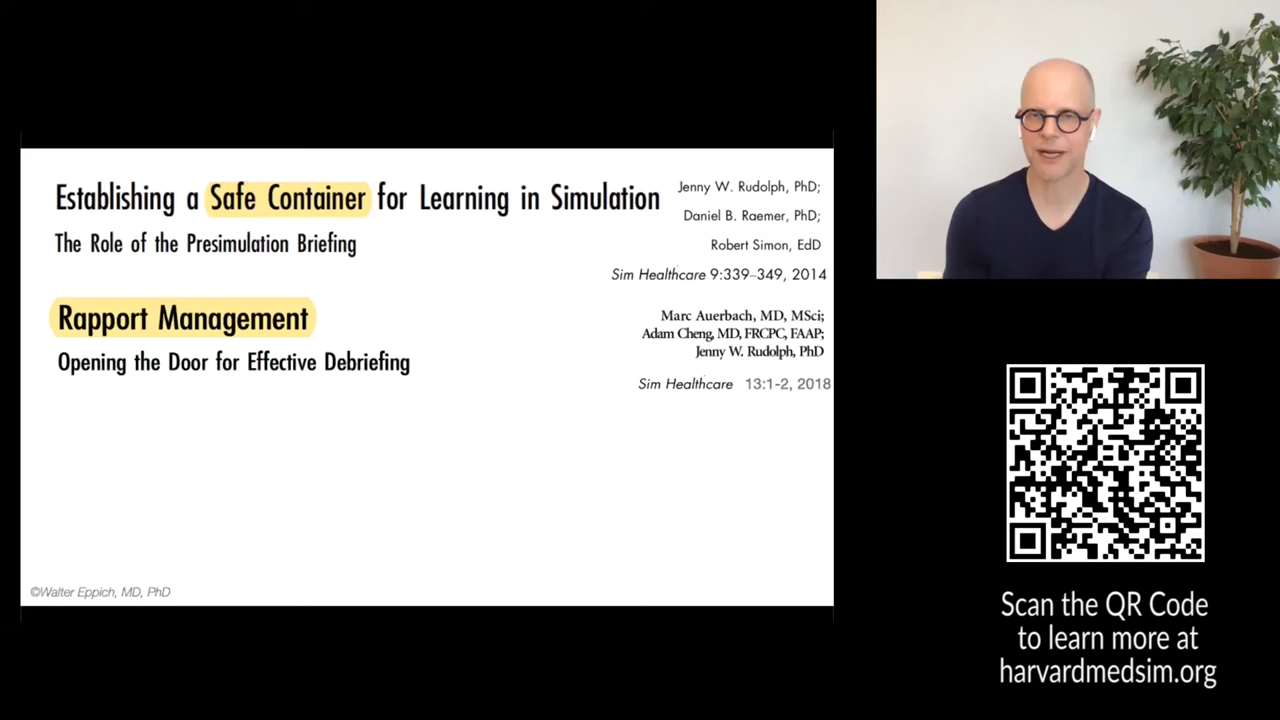 Establishing a Safe Container for Learning in Simulation
The Role of the Presimulation Briefing
Jenny W. Rudolph, PhD;
Daniel B. Raemer, PhD;
Robert Simon, EdD
Sim Healthcare 9:339–349, 2014
Rapport Management
Opening the Door for Effective Debriefing
Marc Auerbach, MD, MSci;
Adam Cheng, MD, FRCPC, FAAP;
Jenny W. Rudolph, PhD
Sim Healthcare 13:1-2, 2018
©Walter Eppich, MD, PhD
Scan the QR Code
to learn more at
harvardmedsim.org